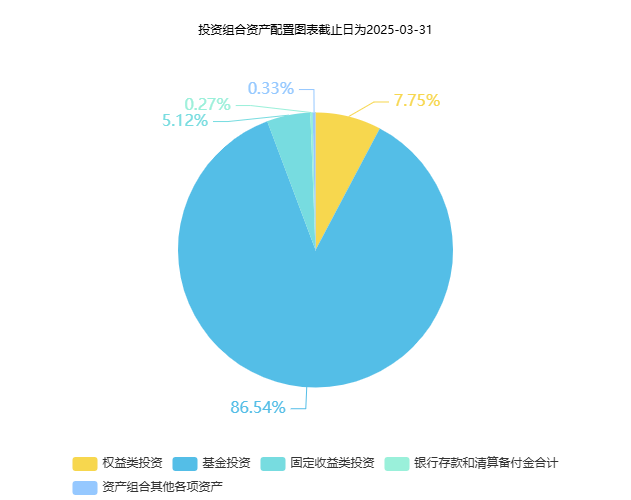 投资组合资产配置图表截止日为2025-03-31
0.33%
7.75%
0.27%
5.12%
86.54%
权益类投资 基金投资 固定收益类投资 银行存款和清算备付金合计
资产组合其他各项资产